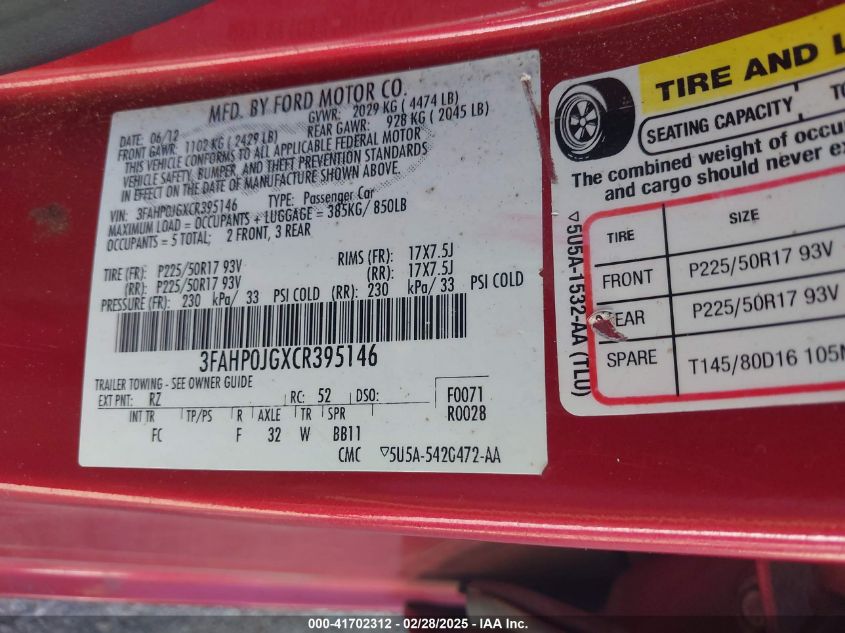 MFD. BY FORD MOTOR CO.
DATE: 06/12 GVWR: 2029 KG ( 4474 LB)
FRONT GAWR: 1102 KG ( 2429 LB) REAR GAWR: 928 KG ( 2045 LB)
THIS VEHICLE CONFORMS TO ALL APPLICABLE FEDERAL MOTOR
VEHICLE SAFETY, BUMPER, AND THEFT PREVENTION STANDARDS
IN EFFECT ON THE DATE OF MANUFACTURE SHOWN ABOVE.
VIN: 3FAHP0JGXCR395146 TYPE: Passenger Car
MAXIMUM LOAD = OCCUPANTS + LUGGAGE = 385KG/ 850LB
OCCUPANTS = 5 TOTAL; 2 FRONT, 3 REAR
TIRE (FR): P225/50R17 93V RIMS (FR): 17X7.5J
(RR): P225/50R17 93V (RR): 17X7.5J
PRESSURE (FR): 230 kPa/ 33 PSI COLD (RR): 230 kPa/ 33 PSI COLD
3FAHP0JGXCR395146
TRAILER TOWING - SEE OWNER GUIDE
EXT PNT: RZ RC: 52 DSO: F0071
R0028
INT TR TP/PS R AXLE TR SPR
FC F 32 W BB11
CMC ▽5U5A-5420472-AA
TIRE AND L
SEATING CAPACITY TO
The combined weight of occu
and cargo should never ex
TIRE SIZE
FRONT P225/50R17 93V
EAR P225/50R17 93V
SPARE T145/80D16 105M
▽5U5A-1532-AA (TLU)
000-41702312 - 02/28/2025 - IAA Inc.